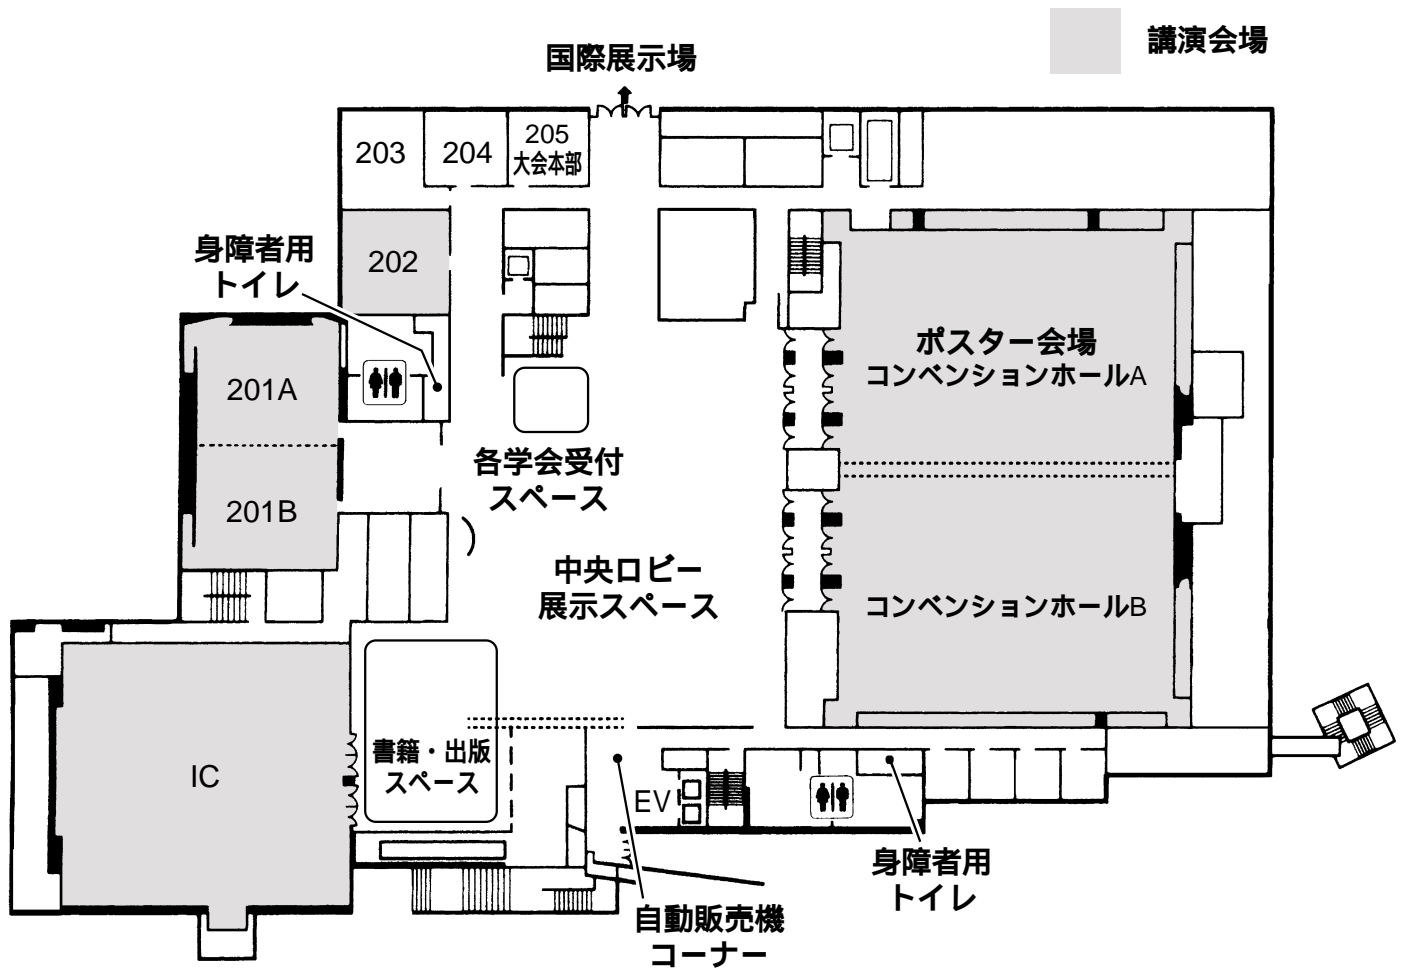 講演会場
国際展示場
203
204
205
大会本部
202
身障者用
トイレ
201A
201B
各学会受付
スペース
ポスター会場
コンベンションホールA
中央ロビー
展示スペース
コンベンションホールB
IC
書籍・出版
スペース
EV
身障者用
トイレ
自動販売機
コーナー